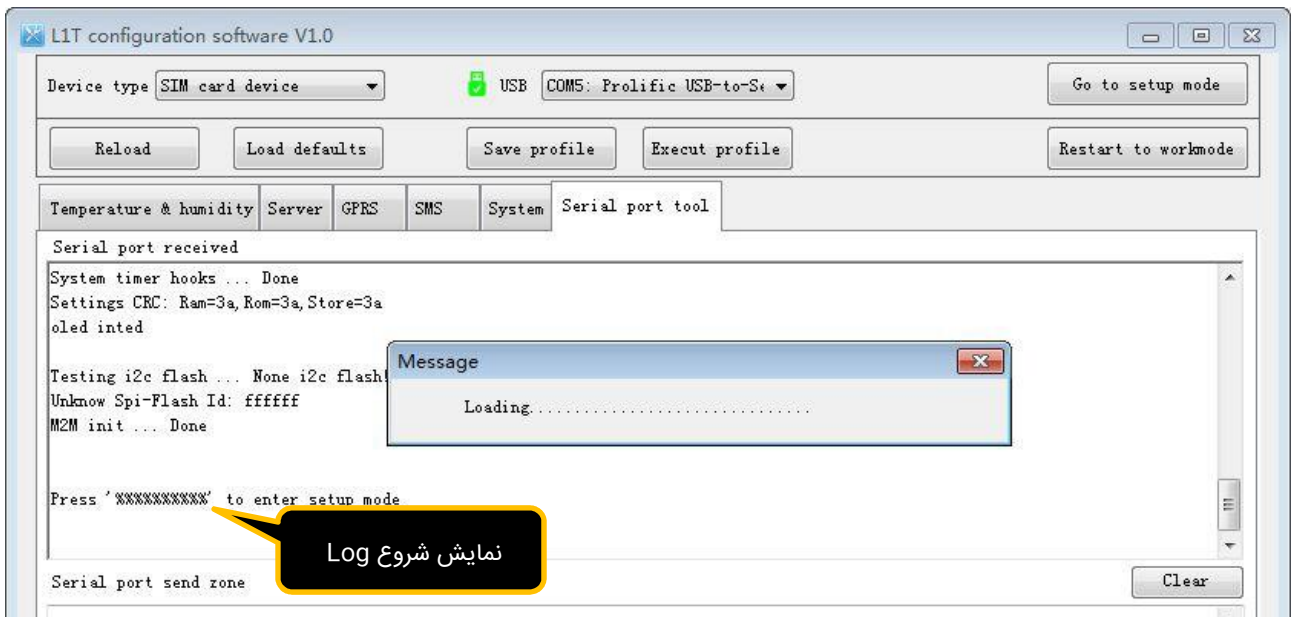 L1T configuration software V1.0
Device type SIM card device USB COM5: Prolific USB-to-Se Go to setup mode
Reload Load defaults Save profile Execut profile Restart to workmode
Temperature & humidity Server GPRS SMS System Serial port tool
Serial port received
System timer hooks ... Done
Settings CRC: Ram=3a,Rom=3a,Store=3a
oled inted
Message
Testing i2c flash ... None i2c flash!
Loading...............................
Unknow Spi-Flash Id: ffffff
M2M init ... Done
Press '%%%%%%%%%%' to enter setup mode
نمایش شروع Log
Serial port send zone Clear